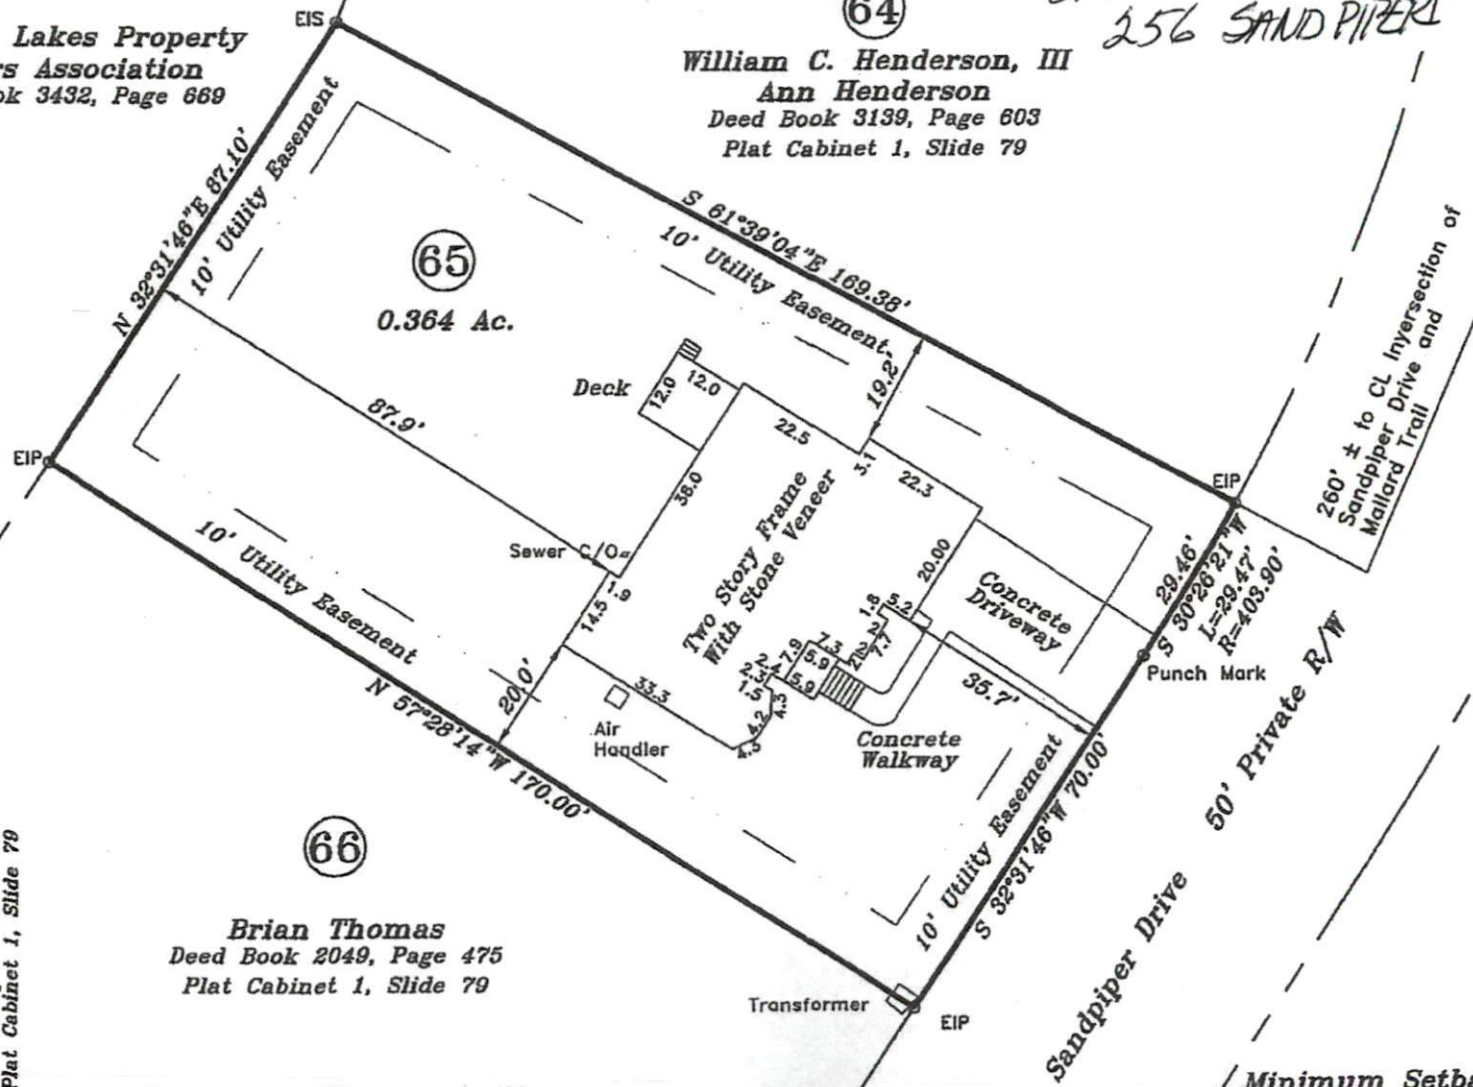 EIS
Lakes Property
rs Association
ok 3432, Page 669
64
256 SANDPIPER
William C. Henderson, III
Ann Henderson
Deed Book 3139, Page 603
Plat Cabinet 1, Slide 79
N 32°31'46"E 87.10'
10' Utility Easement
S 61°39'04"E 169.38'
10' Utility Easement
65
0.364 Ac.
260' ± to CL Inyersection of
Sandpiper Drive and
Mallard Trail
Deck
12.0
12.0
19.2'
87.9'
22.5
3.1
22.3
EIP
EIP
38.0
Two Story Frame
With Stone Veneer
29.46'
S 30°26'21"W
L=29.47'
R=403.90'
Sewer C/O
10' Utility Easement
1.9
14.5
20.00
Concrete
Driveway
1.8
5.2
2
7.7
7.3
7.9
5.9
5.9
2.4
2.3
1.5
4.3
4.2
4.3
35.7'
Punch Mark
33.3
20.0'
Air
Handler
Concrete
Walkway
N 57°28'14"W 170.00'
10' Utility Easement
S 32°31'46"W 70.00'
50' Private R/W
Sandpiper Drive
66
Brian Thomas
Deed Book 2049, Page 475
Plat Cabinet 1, Slide 79
Plat Cabinet 1, Slide 79
Transformer
EIP
Minimum Setb